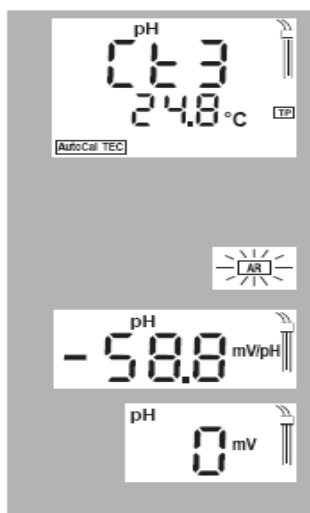 pH
Ct3
24.8 °C TP
AutoCal TEC
AR
pH
-58.8 mV/pH
pH
0 mV